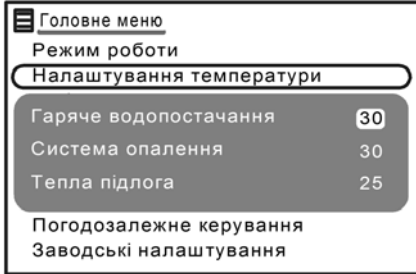 Головне меню
Режим роботи
Налаштування температури
Гаряче водопостачання 30
Система опалення 30
Тепла підлога 25
Погодозалежне керування
Заводські налаштування